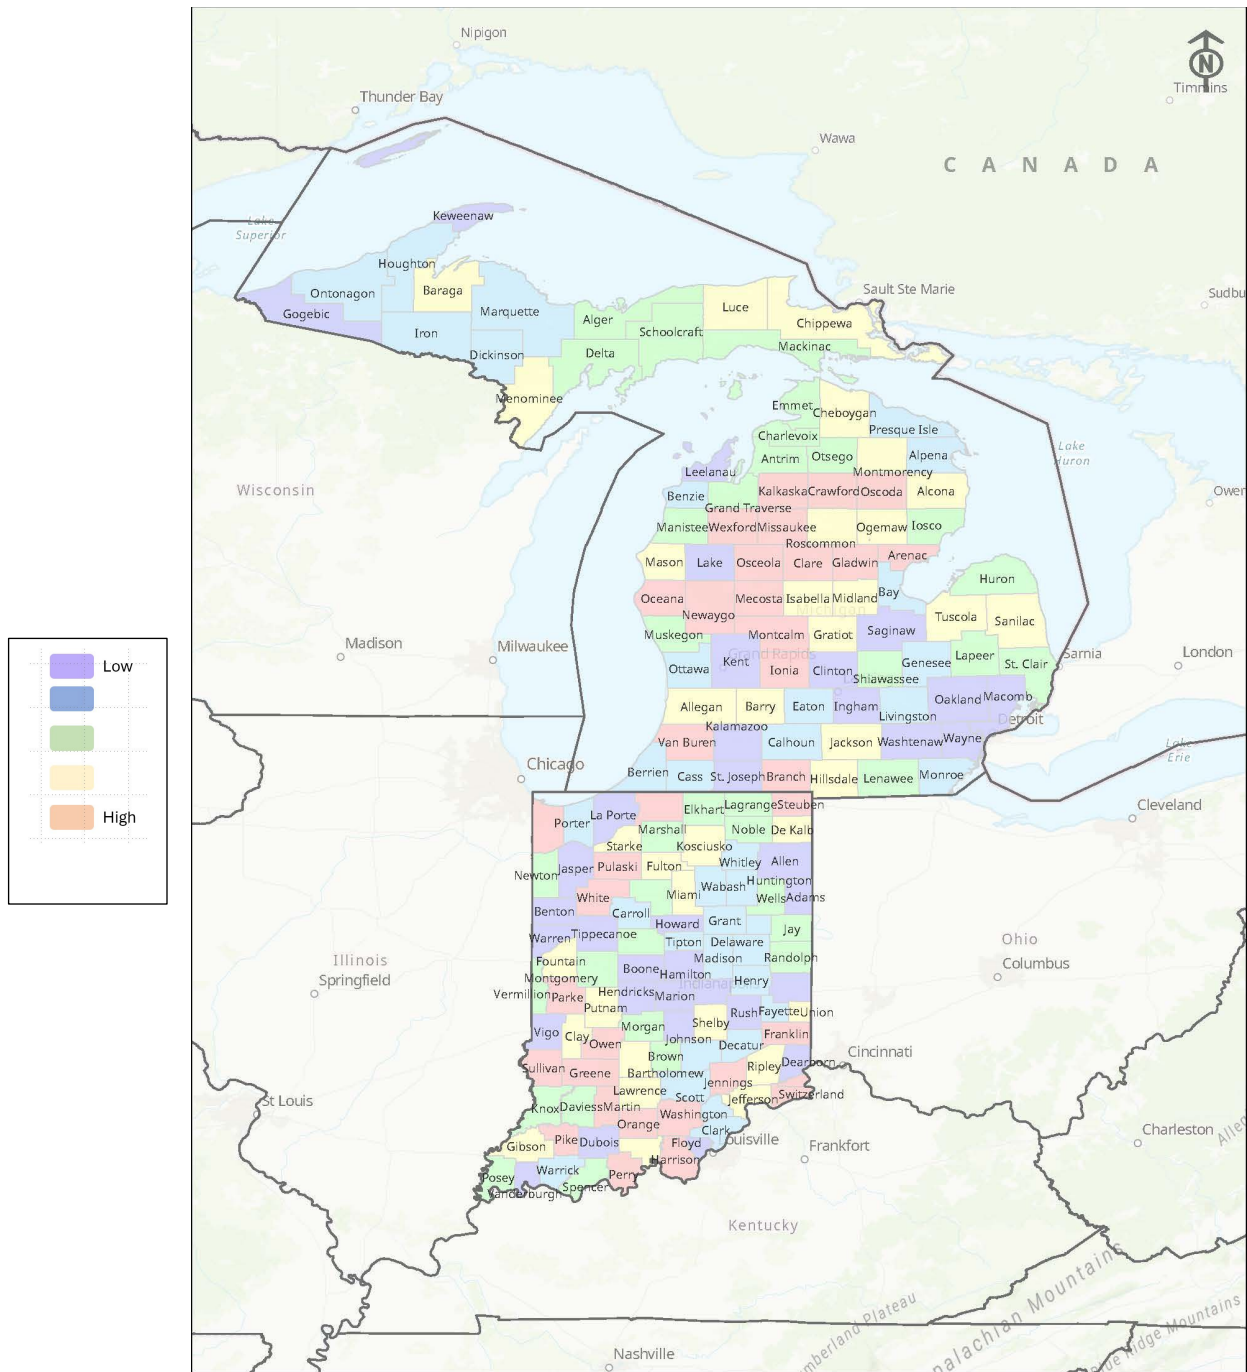 Nipigon
Thunder Bay
N
Timmins
Wawa
CANADA
Keweenaw
Lake
Superior
Houghton
Sault Ste Marie
Ontonagon
Baraga
Gogebic
Marquette
Luce
Alger
Chippewa
Iron
Schoolcraft
Mackinac
Dickinson
Delta
Menominee
Emmet
Cheboygan
Charlevoix
Presque Isle
Antrim
Otsego
Alpena
Lake
Huron
Montmorency
Leelanau
Wisconsin
Benzie
Kalkaska
Crawford
Oscoda
Alcona
Grand Traverse
Manistee
Wexford
Missaukee
Ogemaw
Iosco
Roscommon
Arenac
Mason
Lake
Osceola
Clare
Gladwin
Huron
Oceana
Mecosta
Isabella
Midland
Bay
Michigan
Newaygo
Tuscola
Sanilac
Muskegon
Montcalm
Gratiot
Saginaw
Madison
Milwaukee
Grand Rapids
Sarnia
London
Ottawa
Kent
Ionia
Clinton
Genesee
Lapeer
St. Clair
Shiawassee
Low
Allegan
Barry
Eaton
Ingham
Oakland
Macomb
Livingston
Detroit
Kalamazoo
Van Buren
Calhoun
Jackson
Washtenaw
Wayne
Lake
Erie
Chicago
Berrien
Cass
St. Joseph
Branch
Hillsdale
Lenawee
Monroe
Cleveland
High
Porter
La Porte
Elkhart
Lagrange
Steuben
Marshall
Noble
De Kalb
Starke
Kosciusko
Newton
Jasper
Pulaski
Fulton
Whitley
Allen
Huntington
White
Miami
Wabash
Wells
Adams
Benton
Carroll
Howard
Grant
Warren
Tippecanoe
Tipton
Delaware
Jay
Ohio
Illinois
Fountain
Madison
Randolph
Columbus
Springfield
Montgomery
Boone
Hamilton
Henry
Vermillion
Parke
Hendricks
Marion
Putnam
Rush
Fayette
Union
Vigo
Clay
Morgan
Shelby
Franklin
Owen
Johnson
Decatur
Cincinnati
Brown
Dearborn
Sullivan
Greene
Bartholomew
Ripley
Jennings
Lawrence
Scott
Jefferson
Switzerland
St Louis
Knox
Daviess
Martin
Washington
Orange
Clark
Charleston
Gibson
Pike
Dubois
Floyd
Louisville
Frankfort
Harrison
Posey
Warrick
Perry
Spencer
Vanderburgh
Kentucky
Appalachian Mountains
Blue Ridge Mountains
Nashville